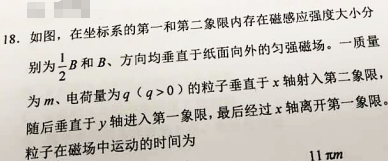 18. 如图，在坐标系的第一和第二象限内存在磁感应强度大小分
别为$\frac{1}{2}$B和B、方向均垂直于纸面向外的匀强磁场。一质量
为m、电荷量为q（q>0）的粒子垂直于x轴射入第二象限，
随后垂直于y轴进入第一象限，最后经过x轴离开第一象限。
粒子在磁场中运动的时间为
11πm